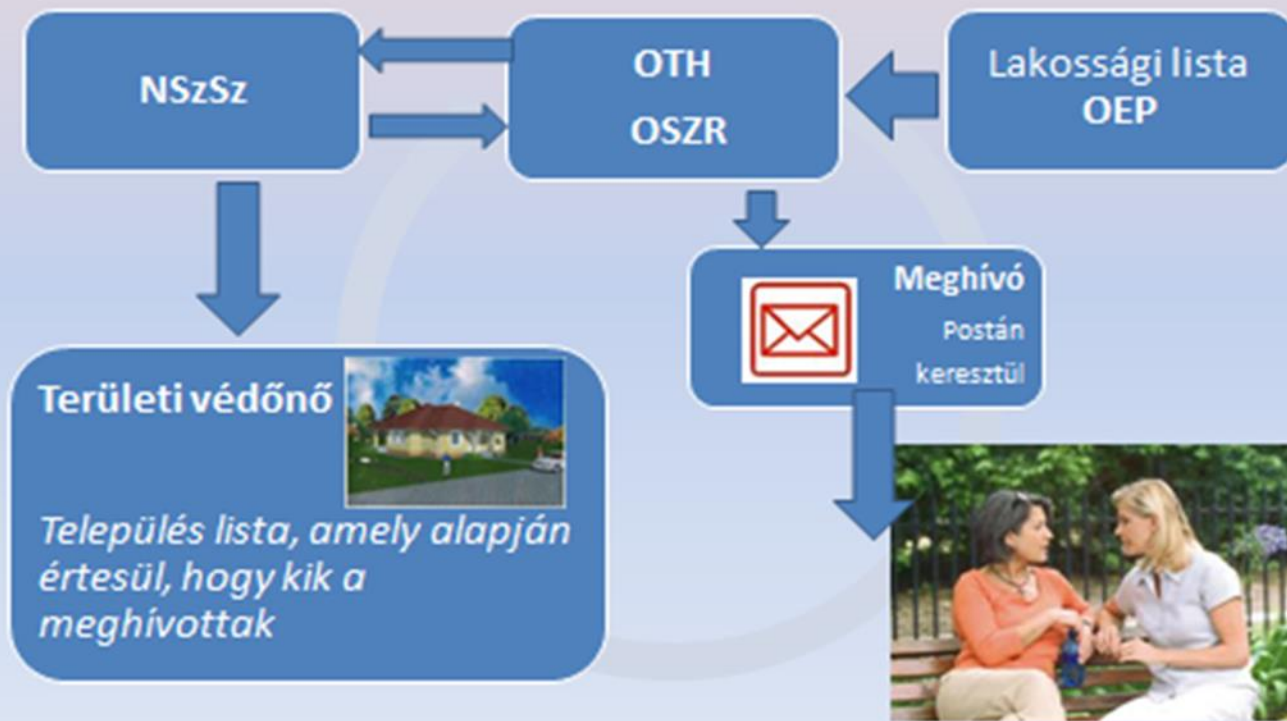 NSzSz
OTH
OSZR
Lakossági lista
OEP
Meghívó
Postán
keresztül
Területi védőnő
Település lista, amely alapján
értesül, hogy kik a
meghívottak